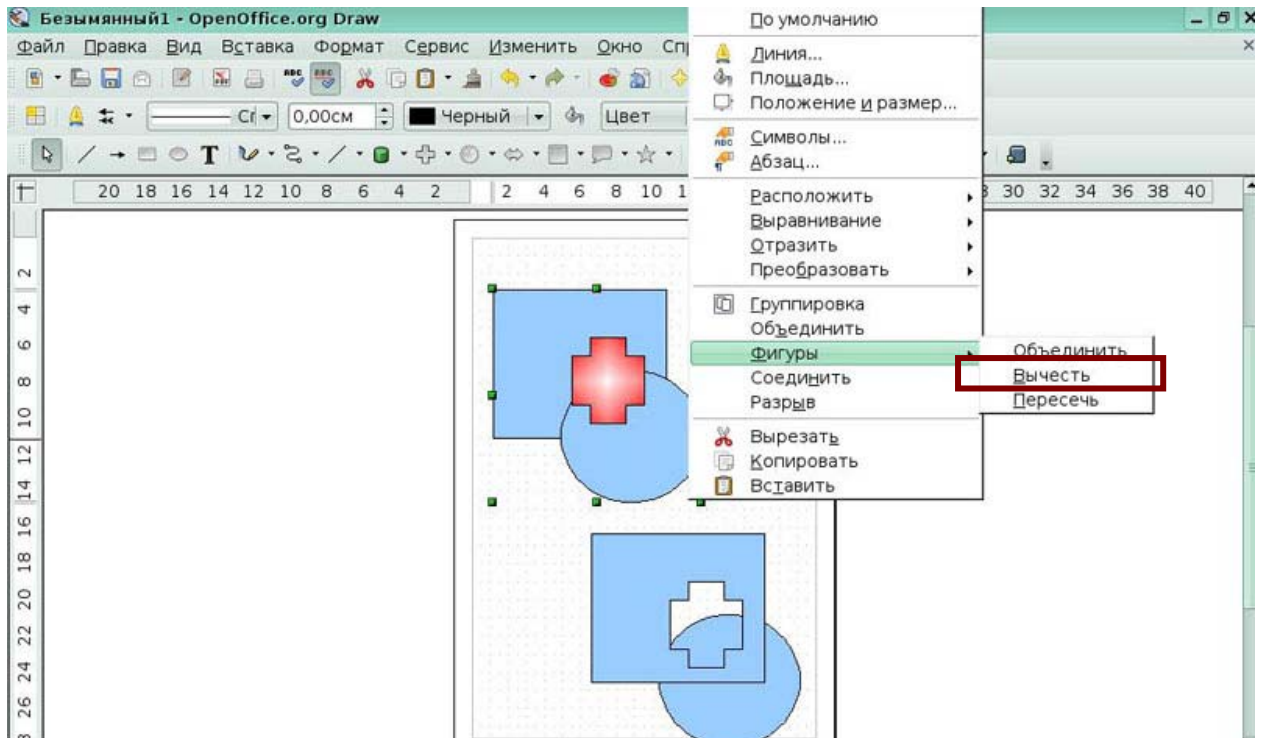 Безымянный1 - OpenOffice.org Draw
Файл Правка Вид Вставка Формат Сервис Изменить Окно
0,00см Черный Цвет
20 18 16 14 12 10 8 6 4 2 2 4 6 8 10 30 32 34 36 38 40
2
4
6
8
10
12
14
16
18
20
22
24
26
По умолчанию
Линия...
Площадь...
Положение и размер...
Символы...
Абзац...
Расположить
Выравнивание
Отразить
Преобразовать
Группировка
Объединить
Фигуры
Соединить
Разрыв
Вырезать
Копировать
Вставить
Объединить
Вычесть
Пересечь